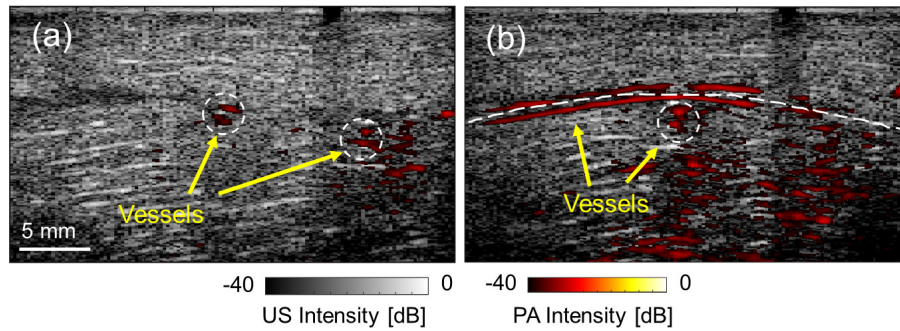 (a)
(b)
Vessels
Vessels
5 mm
-40 0
US Intensity [dB]
-40 0
PA Intensity [dB]